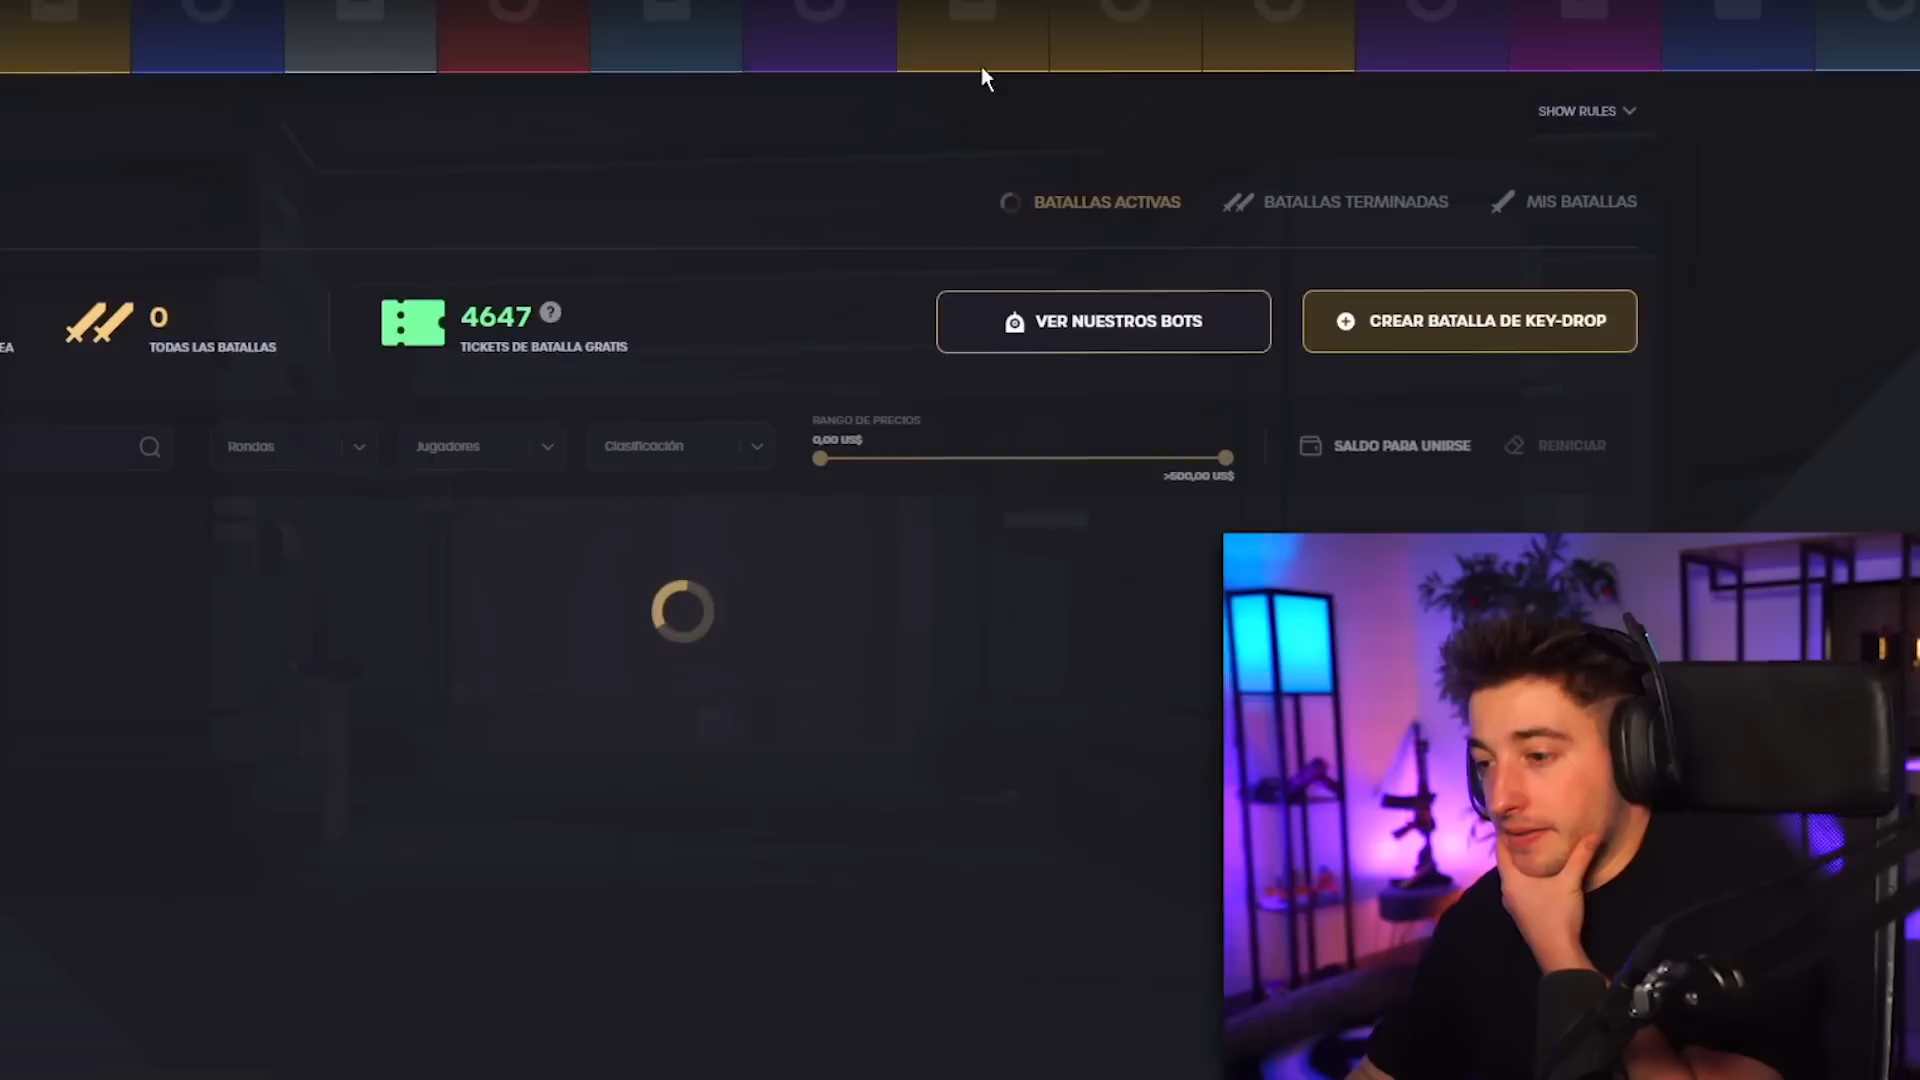 SHOW RULES
BATALLAS ACTIVAS
BATALLAS TERMINADAS
MIS BATALLAS
EA
0
TODAS LAS BATALLAS
4647 ?
TICKETS DE BATALLA GRATIS
VER NUESTROS BOTS
CREAR BATALLA DE KEY-DROP
Rondas
Jugadores
Clasificación
RANGO DE PRECIOS
0,00 US$
>500,00 US$
SALDO PARA UNIRSE
REINICIAR